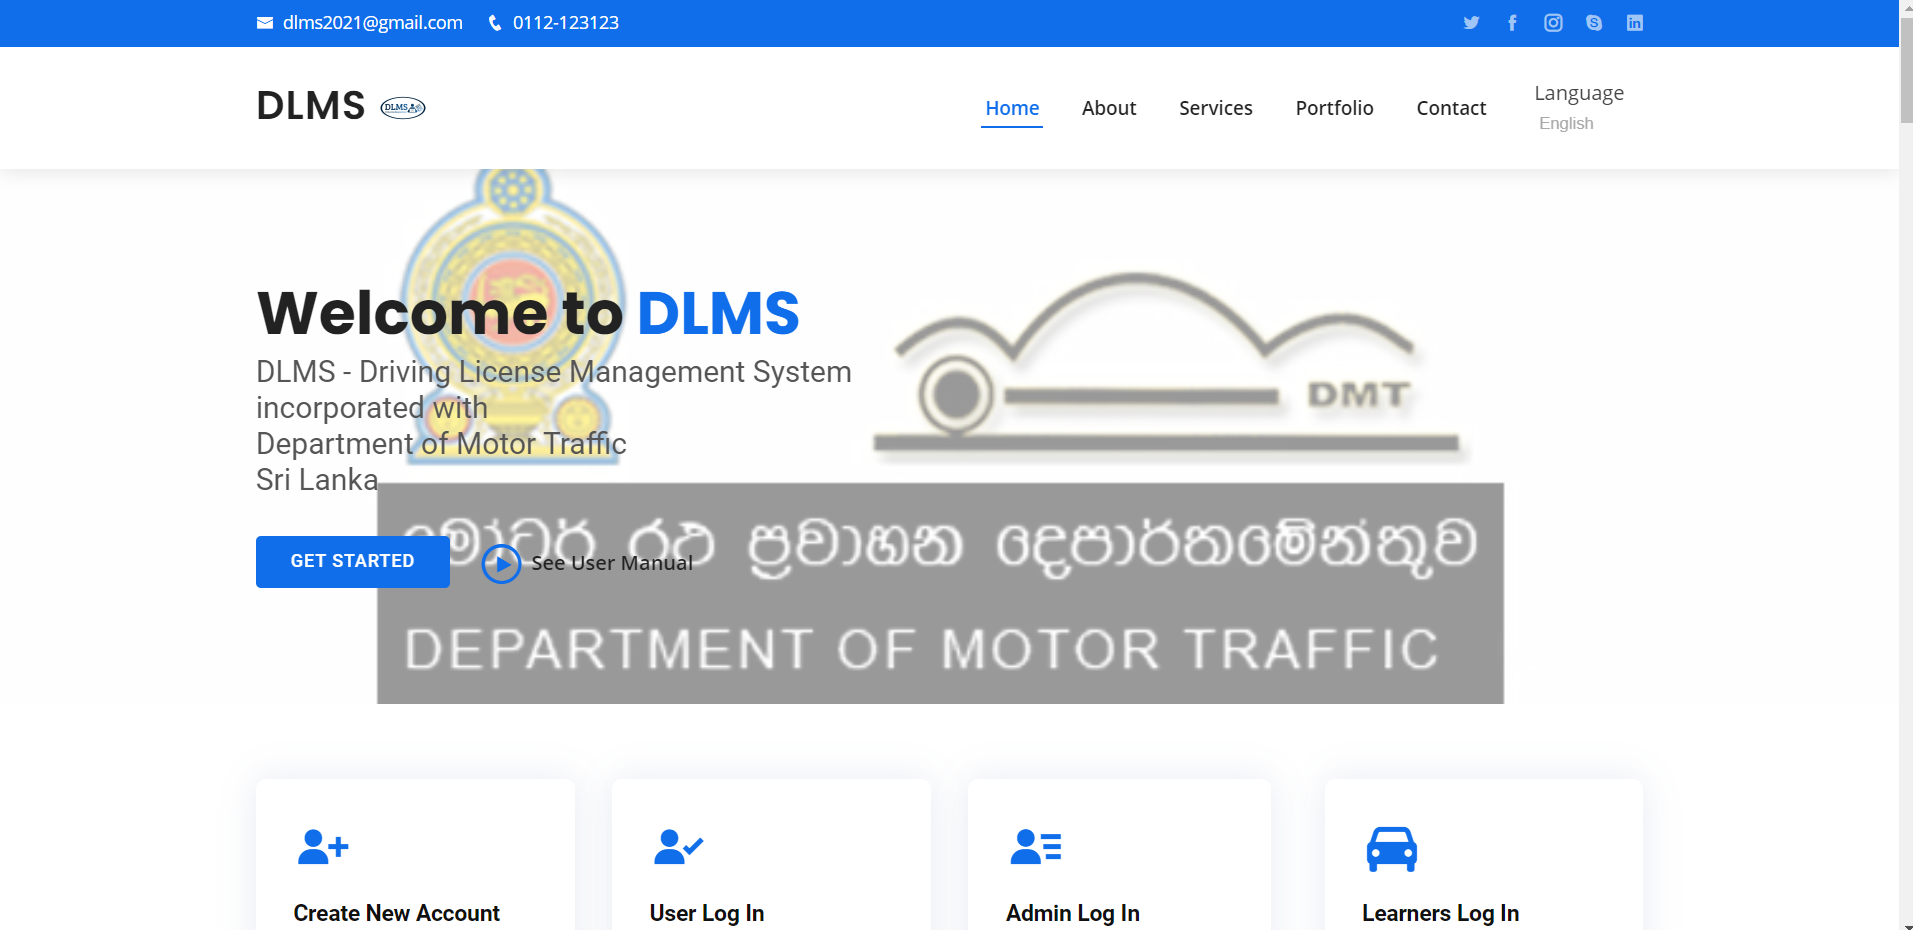 dlms2021@gmail.com 0112-123123
DLMS DLMS
Home About Services Portfolio Contact Language
English
Welcome to DLMS
DLMS - Driving License Management System
incorporated with
Department of Motor Traffic
Sri Lanka
DMT
මෝටර් රථ ප්‍රවාහන දෙපාර්තමේන්තුව
GET STARTED See User Manual
DEPARTMENT OF MOTOR TRAFFIC
Create New Account User Log In Admin Log In Learners Log In